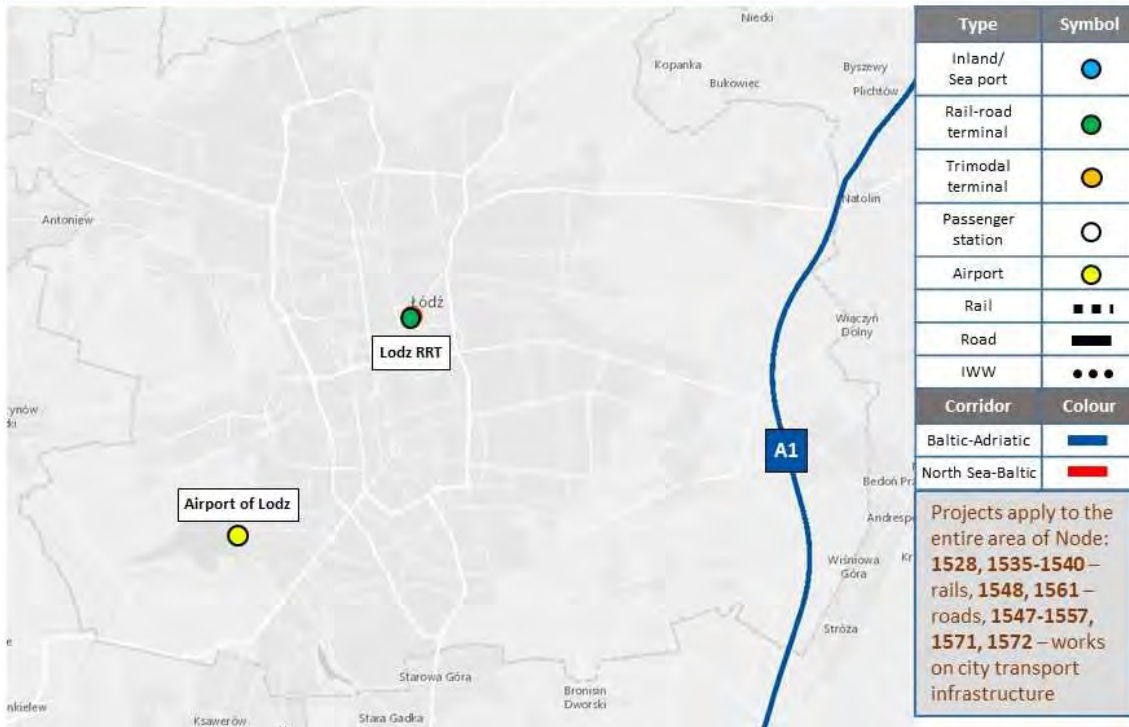 Niedki
Kopanka
Bukowiec
Byszewy
Plichtów
Natolin
Antoniew
Łódź
Lodz RRT
Wiączyń
Dolny
A1
Airport of Lodz
Bedoń
Wiśniowa
Góra
Stróża
Starowa Góra
Bronisin
Dworski
Ksawerów
Stara Gadka
Type Symbol
Inland/
Sea port
Rail-road
terminal
Trimodal
terminal
Passenger
station
Airport
Rail
Road
IWW
Corridor Colour
Baltic-Adriatic
North Sea-Baltic
Projects apply to the
entire area of Node:
1528, 1535-1540 –
rails, 1548, 1561 –
roads, 1547-1557,
1571, 1572 – works
on city transport
infrastructure